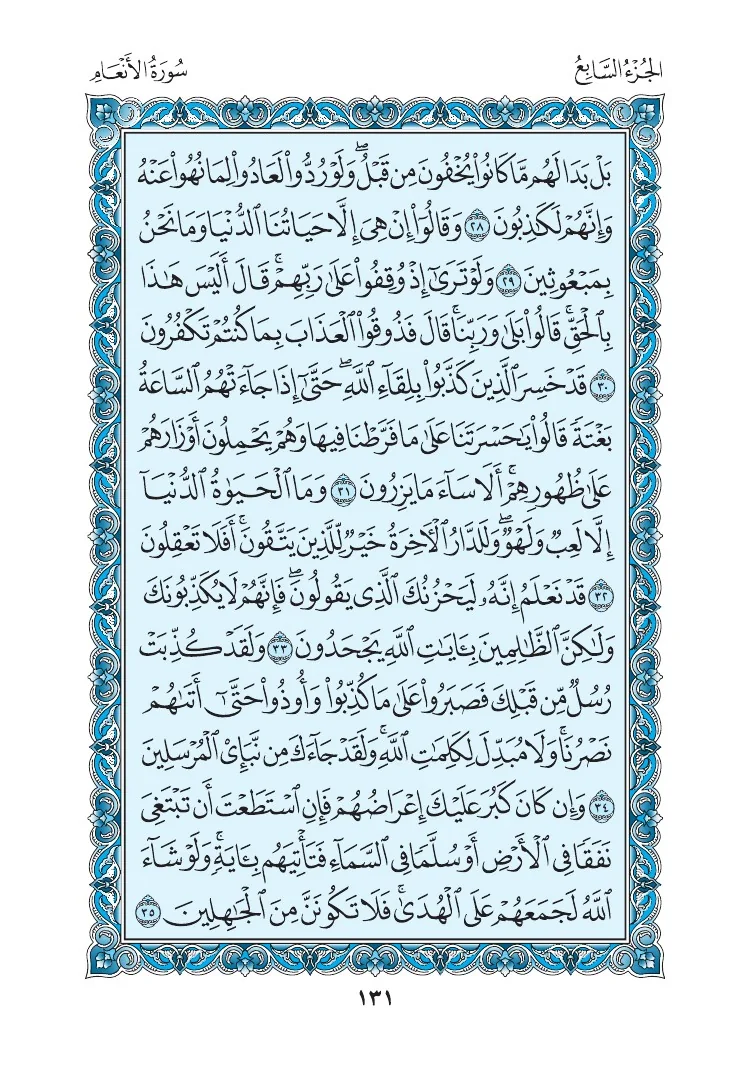 الجُزْءُ السَّابِعُ
سُورَةُ الأَنْعَامِ
بَلْ بَدَا لَهُم مَّا كَانُوا۟ يُخْفُونَ مِن قَبْلُ ۖ وَلَوْ رُدُّوا۟ لَعَادُوا۟ لِمَا نُهُوا۟ عَنْهُ
وَإِنَّهُمْ لَكَٰذِبُونَ ٢٨ وَقَالُوٓا۟ إِنْ هِىَ إِلَّا حَيَاتُنَا ٱلدُّنْيَا وَمَا نَحْنُ
بِمَبْعُوثِينَ ٢٩ وَلَوْ تَرَىٰٓ إِذْ وُقِفُوا۟ عَلَىٰ رَبِّهِمْ ۚ قَالَ أَلَيْسَ هَٰذَا
بِٱلْحَقِّ ۚ قَالُوا۟ بَلَىٰ وَرَبِّنَا ۚ قَالَ فَذُوقُوا۟ ٱلْعَذَابَ بِمَا كُنتُمْ تَكْفُرُونَ
٣٠ قَدْ خَسِرَ ٱلَّذِينَ كَذَّبُوا۟ بِلِقَآءِ ٱللَّهِ ۖ حَتَّىٰٓ إِذَا جَآءَتْهُمُ ٱلسَّاعَةُ
بَغْتَةً قَالُوا۟ يَٰحَسْرَتَنَا عَلَىٰ مَا فَرَّطْنَا فِيهَا وَهُمْ يَحْمِلُونَ أَوْزَارَهُمْ
عَلَىٰ ظُهُورِهِمْ ۚ أَلَا سَآءَ مَا يَزِرُونَ ٣١ وَمَا ٱلْحَيَوٰةُ ٱلدُّنْيَآ
إِلَّا لَعِبٌ وَلَهْوٌ ۖ وَلَلدَّارُ ٱلْءَاخِرَةُ خَيْرٌ لِّلَّذِينَ يَتَّقُونَ ۗ أَفَلَا تَعْقِلُونَ
٣٢ قَدْ نَعْلَمُ إِنَّهُۥ لَيَحْزُنُكَ ٱلَّذِى يَقُولُونَ ۖ فَإِنَّهُمْ لَا يُكَذِّبُونَكَ
وَلَٰكِنَّ ٱلظَّٰلِمِينَ بِـَٔايَٰتِ ٱللَّهِ يَجْحَدُونَ ٣٣ وَلَقَدْ كُذِّبَتْ
رُسُلٌ مِّن قَبْلِكَ فَصَبَرُوا۟ عَلَىٰ مَا كُذِّبُوا۟ وَأُوذُوا۟ حَتَّىٰٓ أَتَىٰهُمْ
نَصْرُنَا ۚ وَلَا مُبَدِّلَ لِكَلِمَٰتِ ٱللَّهِ ۚ وَلَقَدْ جَآءَكَ مِن نَّبَإِى۟ ٱلْمُرْسَلِينَ
٣٤ وَإِن كَانَ كَبُرَ عَلَيْكَ إِعْرَاضُهُمْ فَإِنِ ٱسْتَطَعْتَ أَن تَبْتَغِىَ
نَفَقًا فِى ٱلْأَرْضِ أَوْ سُلَّمًا فِى ٱلسَّمَآءِ فَتَأْتِيَهُم بِـَٔايَةٍ ۚ وَلَوْ شَآءَ
ٱللَّهُ لَجَمَعَهُمْ عَلَى ٱلْهُدَىٰ ۚ فَلَا تَكُونَنَّ مِنَ ٱلْجَٰهِلِينَ ٣٥
١٣١